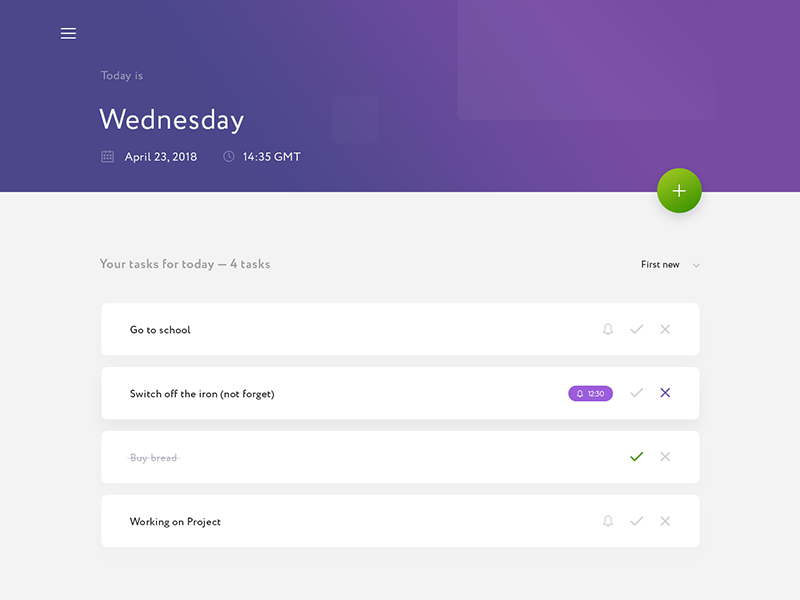 Today is
Wednesday
April 23, 2018
14:35 GMT
Your tasks for today — 4 tasks
First new
Go to school
Switch off the iron (not forget)
12:30
Buy bread
Working on Project